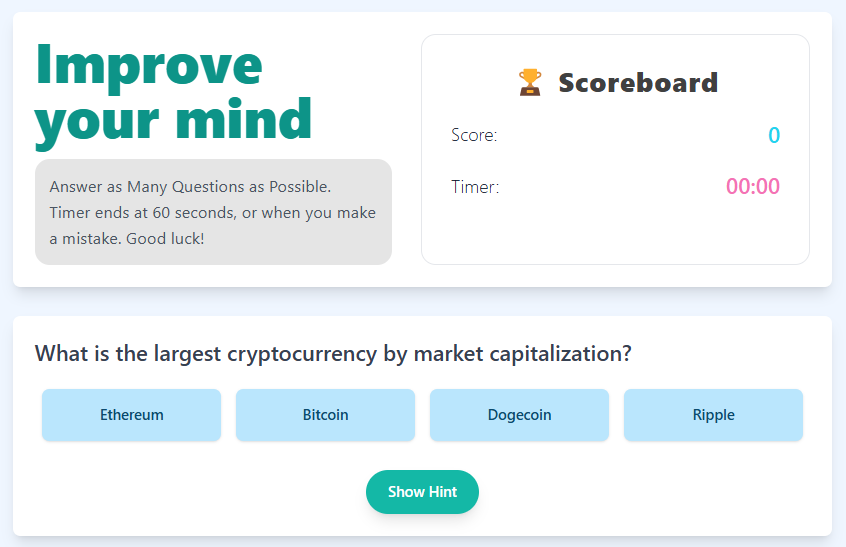 Improve
your mind
Answer as Many Questions as Possible.
Timer ends at 60 seconds, or when you make
a mistake. Good luck!
Scoreboard
Score: 0
Timer: 00:00
What is the largest cryptocurrency by market capitalization?
Ethereum Bitcoin Dogecoin Ripple
Show Hint